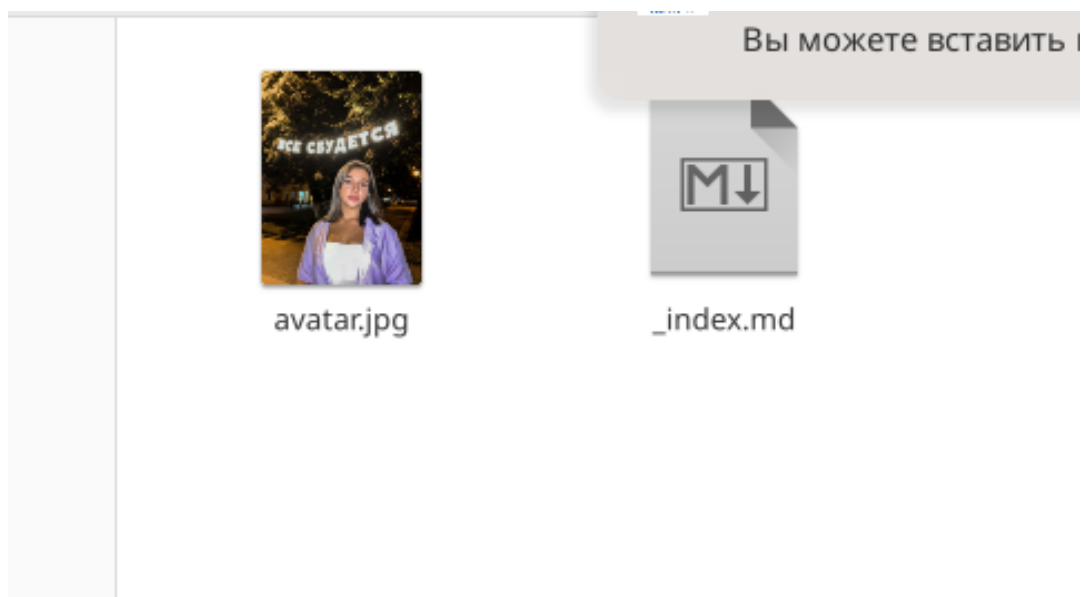 Вы можете вставить
ВСЕ СБУДЕТСЯ
avatar.jpg
_index.md
M